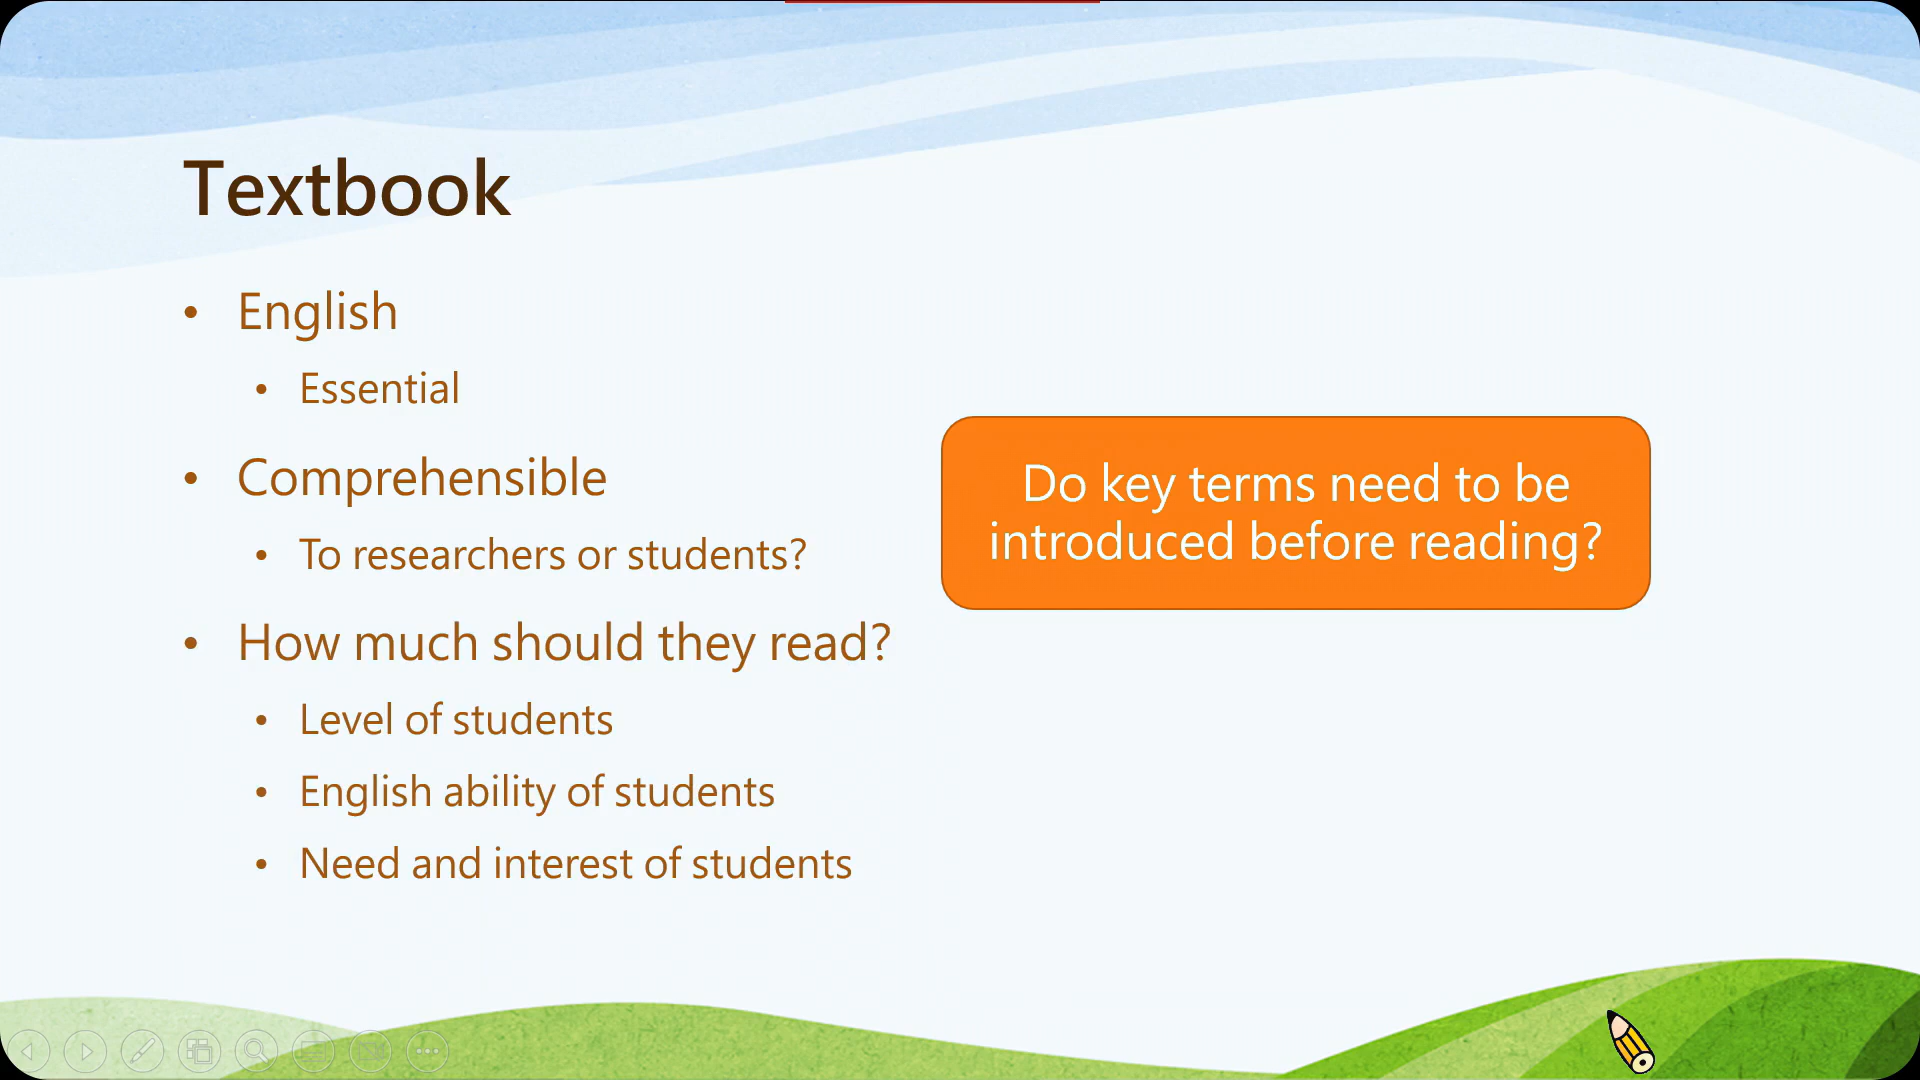 Textbook
• English
• Essential
• Comprehensible
• To researchers or students?
• How much should they read?
• Level of students
• English ability of students
• Need and interest of students
Do key terms need to be
introduced before reading?